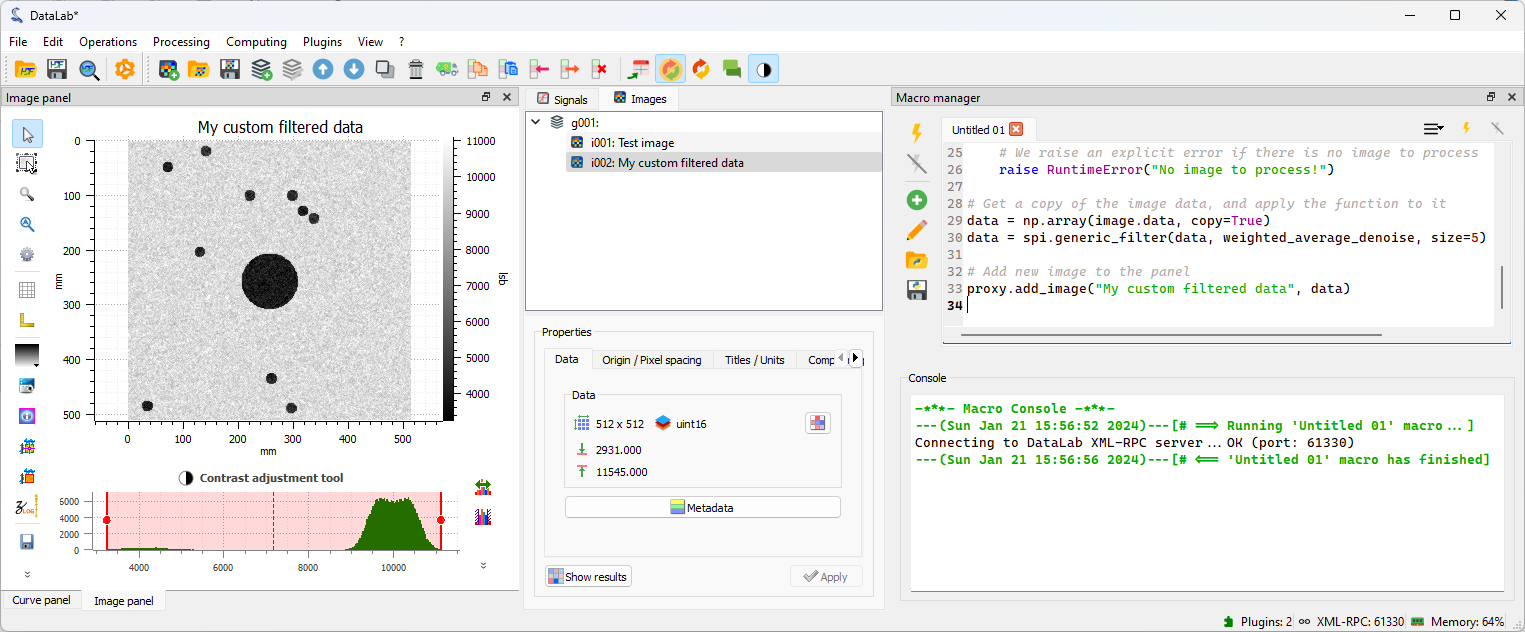 DataLab*
File Edit Operations Processing Computing Plugins View ?
Image panel
My custom filtered data
0
100
200
300
400
500
mm
0 100 200 300 400 500
mm
11000
10000
9000
8000
7000
6000
5000
4000
lsb
Contrast adjustment tool
6000
4000
2000
0
4000 6000 8000 10000
Curve panel Image panel
Signals Images
g001:
i001: Test image
i002: My custom filtered data
Properties
Data Origin / Pixel spacing Titles / Units
Data
512 x 512 uint16
2931.000
11545.000
Metadata
Show results Apply
Macro manager
Untitled 01
25 # We raise an explicit error if there is no image to process
26 raise RuntimeError("No image to process!")
27
28 # Get a copy of the image data, and apply the function to it
29 data = np.array(image.data, copy=True)
30 data = spi.generic_filter(data, weighted_average_denoise, size=5)
31
32 # Add new image to the panel
33 proxy.add_image("My custom filtered data", data)
34
Console
-***- Macro Console -***-
---(Sun Jan 21 15:56:52 2024)---[# ==> Running 'Untitled 01' macro...]
Connecting to DataLab XML-RPC server...OK (port: 61330)
---(Sun Jan 21 15:56:56 2024)---[# <== 'Untitled 01' macro has finished]
Plugins: 2 XML-RPC: 61330 Memory: 64%